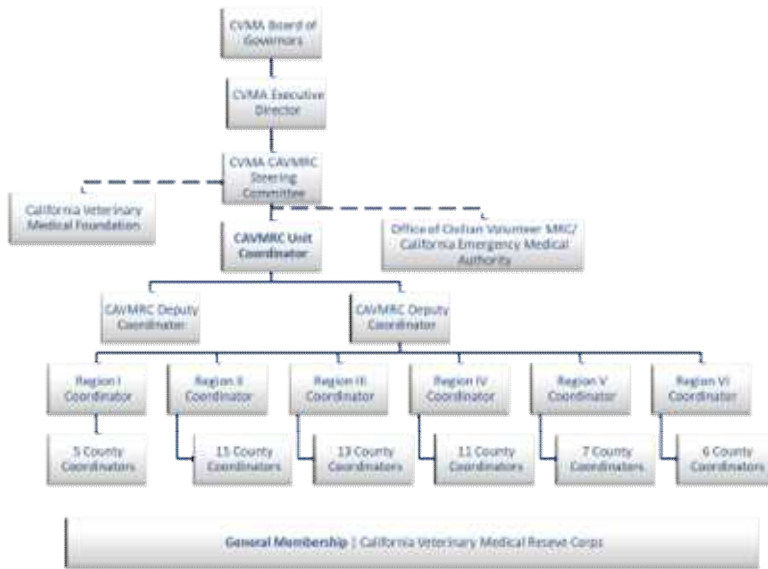 CVMA Board of
Governors
CVMA Executive
Director
CVMA CAVMRC
Steering
Committee
California Veterinary
Medical Foundation
Office of Civilian Volunteer MRC/
California Emergency Medical
Authority
CAVMRC Unit
Coordinator
CAVMRC Deputy
Coordinator
CAVMRC Deputy
Coordinator
Region I
Coordinator
Region II
Coordinator
Region III
Coordinator
Region IV
Coordinator
Region V
Coordinator
Region VI
Coordinator
5 County
Coordinators
15 County
Coordinators
13 County
Coordinators
11 County
Coordinators
7 County
Coordinators
6 County
Coordinators
General Membership | California Veterinary Medical Reseve Corps